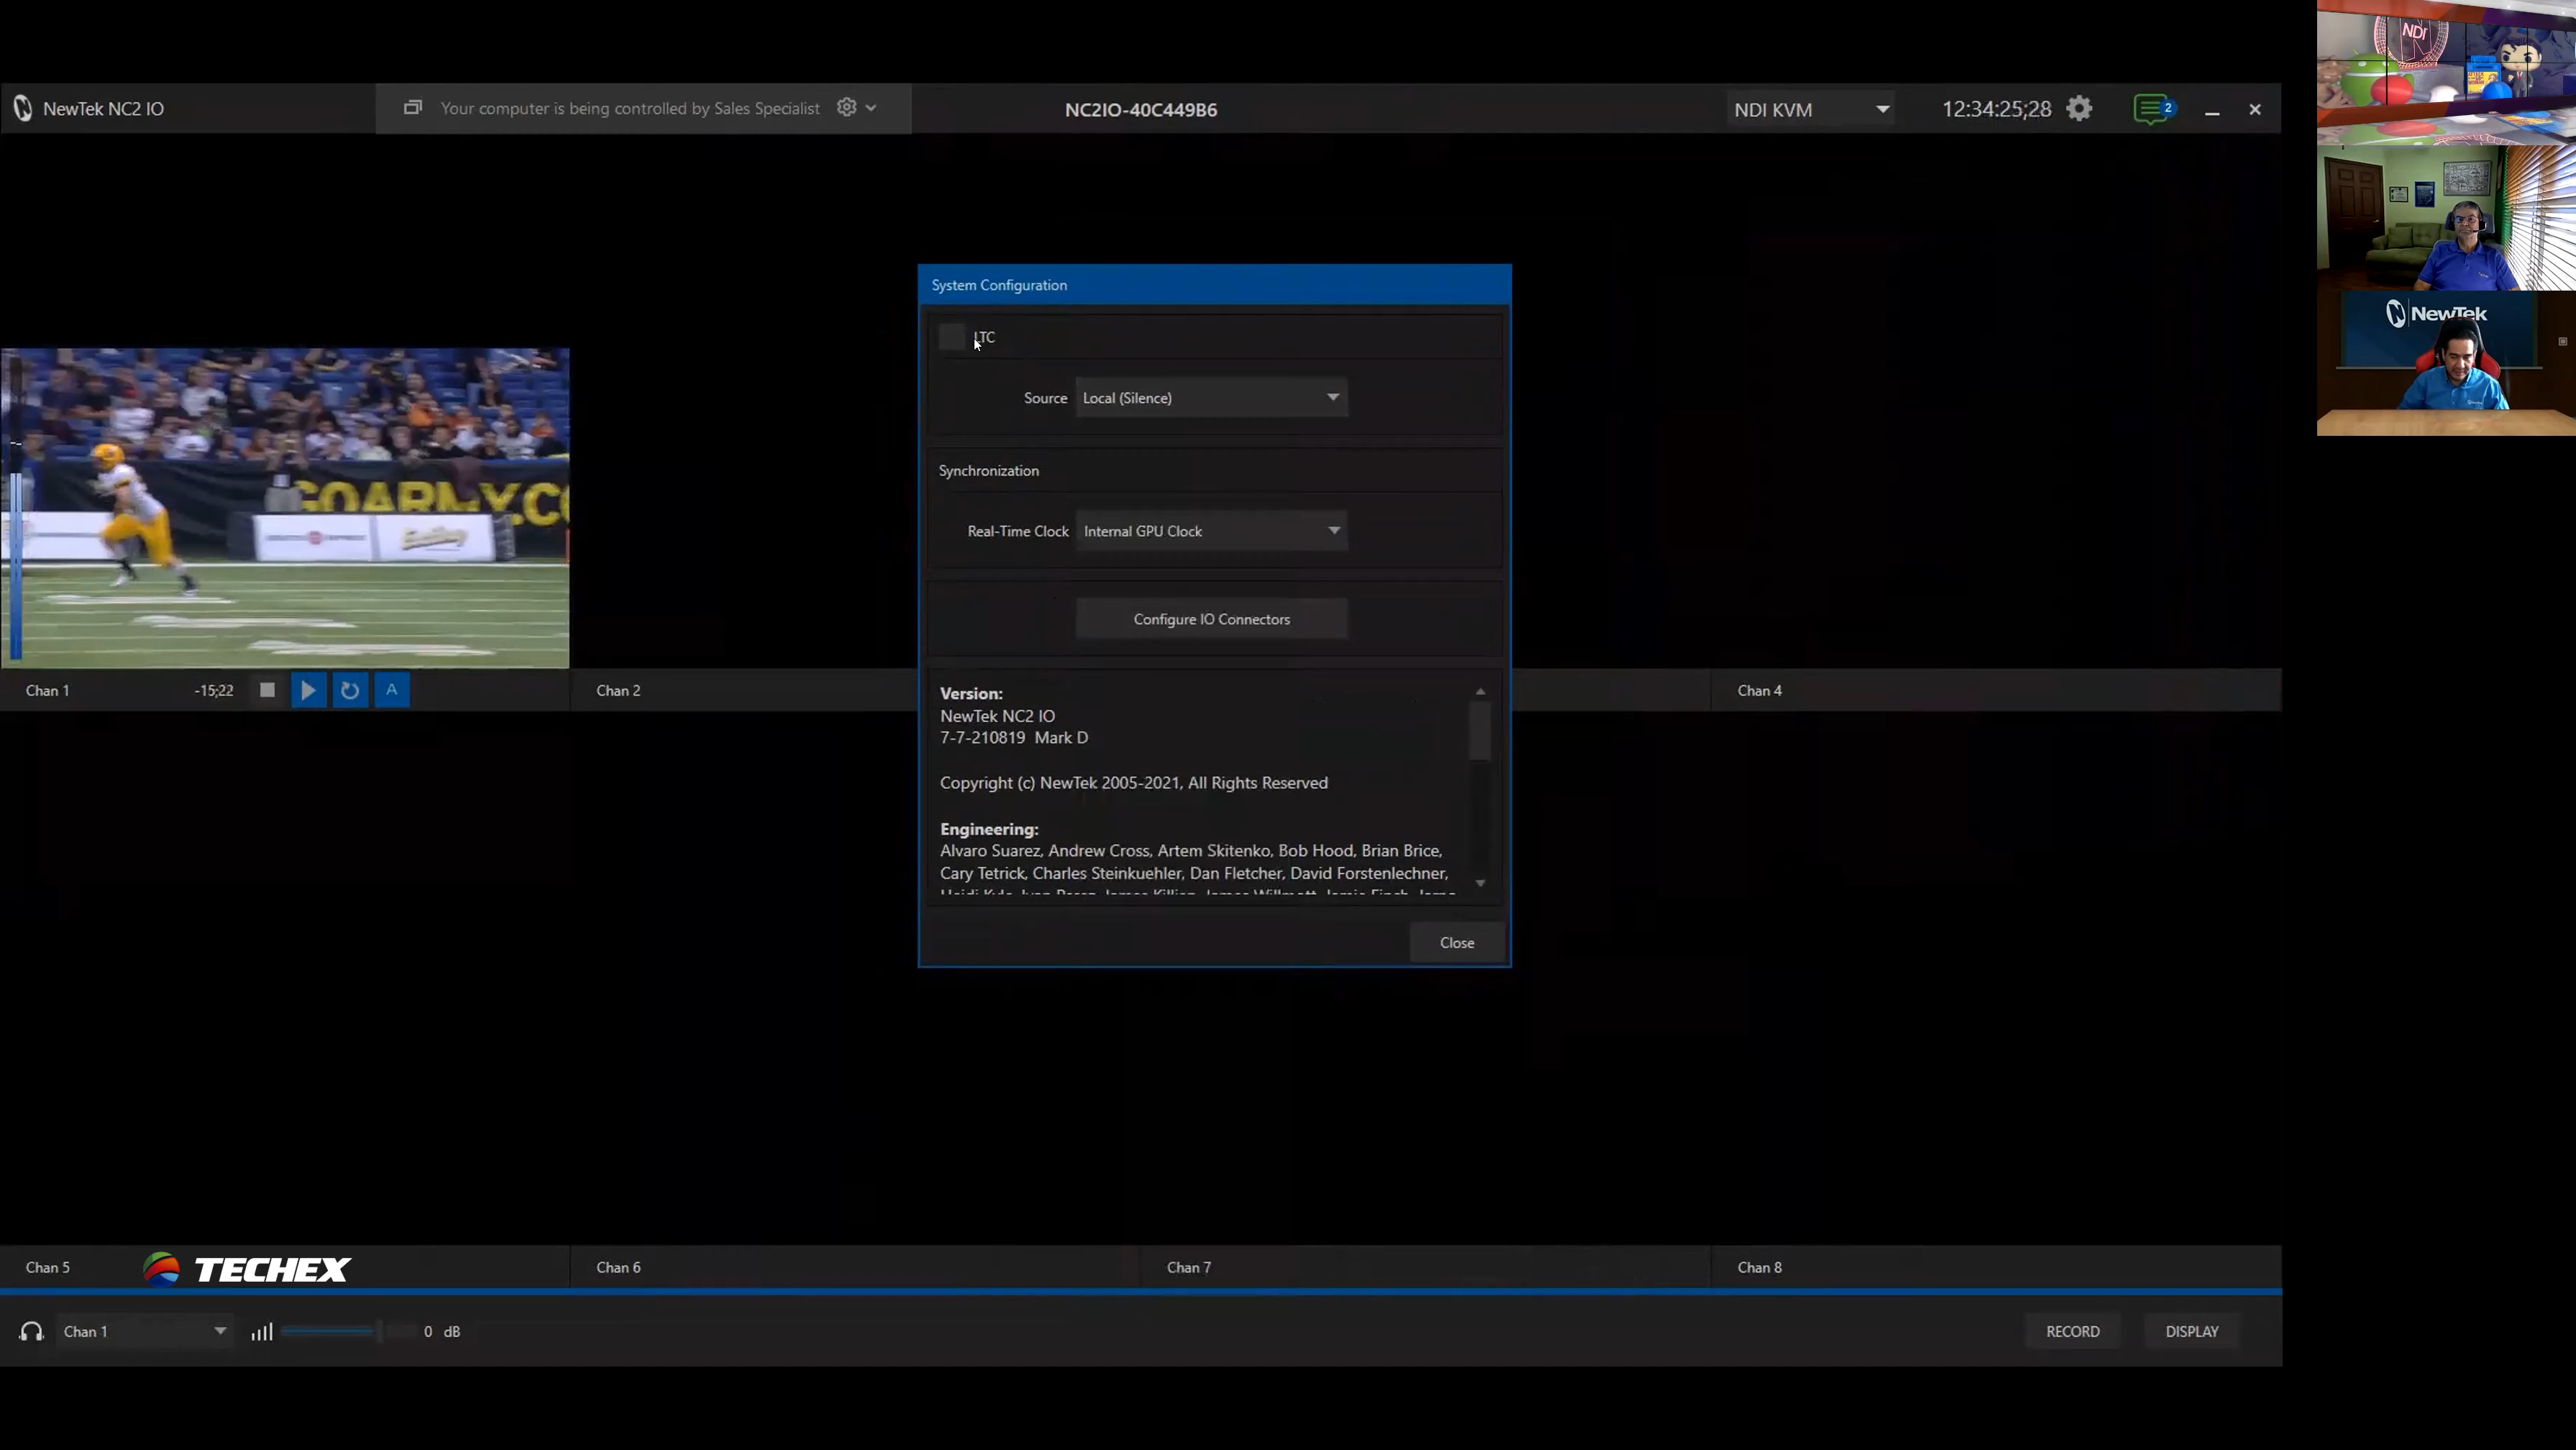 NewTek NC2 IO
Your computer is being controlled by Sales Specialist
NC2IO-40C449B6
NDI KVM
12:34:25;28
2
NDI
NewTek
System Configuration
LTC
Source
Local (Silence)
Synchronization
Real-Time Clock
Internal GPU Clock
Configure IO Connectors
GOARMY.CO
Chan 1
-15;22
A
Chan 2
Chan 4
Version:
NewTek NC2 IO
7-7-210819 Mark D
Copyright (c) NewTek 2005-2021, All Rights Reserved
Engineering:
Alvaro Suarez, Andrew Cross, Artem Skitenko, Bob Hood, Brian Brice,
Cary Tetrick, Charles Steinkuehler, Dan Fletcher, David Forstenlechner,
Close
Chan 5
TECHEX
Chan 6
Chan 7
Chan 8
Chan 1
0 dB
RECORD
DISPLAY